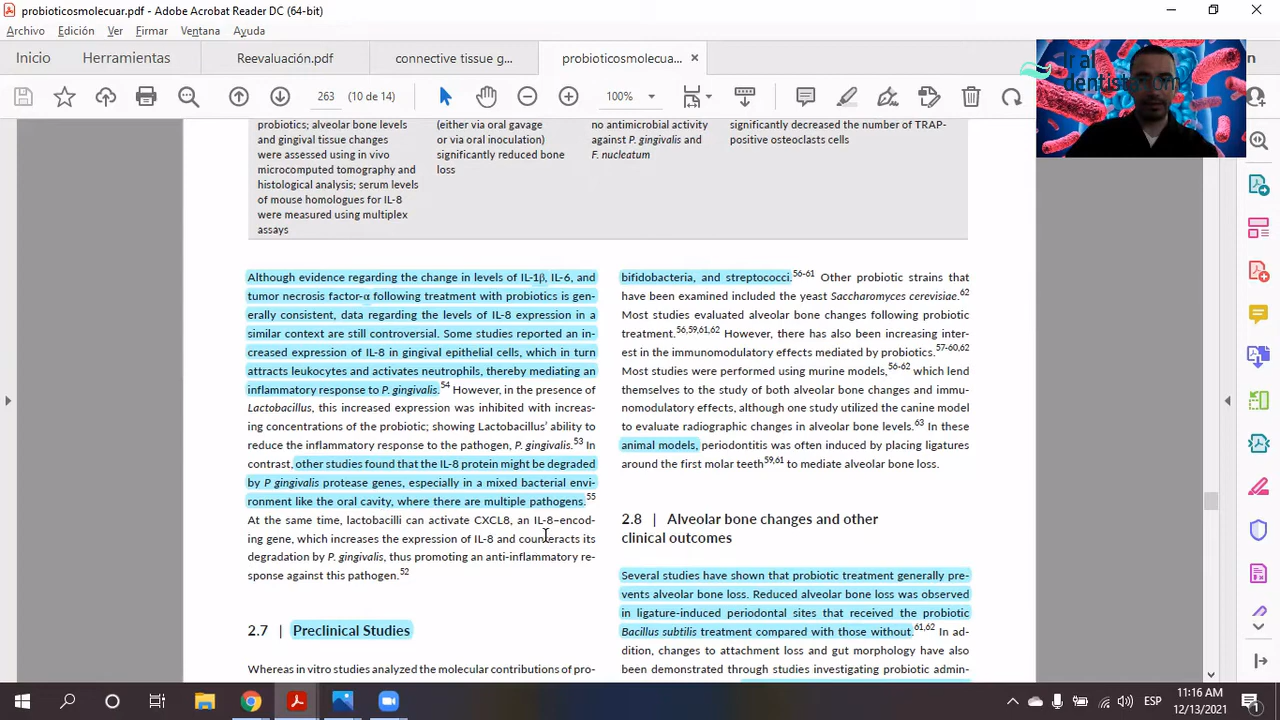 probioticosmolecuar.pdf - Adobe Acrobat Reader DC (64-bit)
Archivo Edición Ver Firmar Ventana Ayuda
Inicio Herramientas Reevaluación.pdf connective tissue g... probioticosmolecua... ×
263 (10 de 14) 100%
Ir al
dentista.com
probiotics; alveolar bone levels
and gingival tissue changes
were assessed using in vivo
microcomputed tomography and
histological analysis; serum levels
of mouse homologues for IL-8
were measured using multiplex
assays
(either via oral gavage
or via oral inoculation)
significantly reduced bone
loss
no antimicrobial activity
against P. gingivalis and
F. nucleatum
significantly decreased the number of TRAP-
positive osteoclasts cells
Although evidence regarding the change in levels of IL-1β, IL-6, and
tumor necrosis factor-α following treatment with probiotics is gen-
erally consistent, data regarding the levels of IL-8 expression in a
similar context are still controversial. Some studies reported an in-
creased expression of IL-8 in gingival epithelial cells, which in turn
attracts leukocytes and activates neutrophils, thereby mediating an
inflammatory response to P. gingivalis.54 However, in the presence of
Lactobacillus, this increased expression was inhibited with increas-
ing concentrations of the probiotic; showing Lactobacillus' ability to
reduce the inflammatory response to the pathogen, P. gingivalis.53 In
contrast, other studies found that the IL-8 protein might be degraded
by P gingivalis protease genes, especially in a mixed bacterial envi-
ronment like the oral cavity, where there are multiple pathogens.55
At the same time, lactobacilli can activate CXCL8, an IL-8–encod-
ing gene, which increases the expression of IL-8 and counteracts its
degradation by P. gingivalis, thus promoting an anti-inflammatory re-
sponse against this pathogen.52
2.7 | Preclinical Studies
Whereas in vitro studies analyzed the molecular contributions of pro-
bifidobacteria, and streptococci.56-61 Other probiotic strains that
have been examined included the yeast Saccharomyces cerevisiae.62
Most studies evaluated alveolar bone changes following probiotic
treatment.56,59,61,62 However, there has also been increasing inter-
est in the immunomodulatory effects mediated by probiotics.57-60,62
Most studies were performed using murine models,56-62 which lend
themselves to the study of both alveolar bone changes and immu-
nomodulatory effects, although one study utilized the canine model
to evaluate radiographic changes in alveolar bone levels.63 In these
animal models, periodontitis was often induced by placing ligatures
around the first molar teeth59,61 to mediate alveolar bone loss.
2.8 | Alveolar bone changes and other
clinical outcomes
Several studies have shown that probiotic treatment generally pre-
vents alveolar bone loss. Reduced alveolar bone loss was observed
in ligature-induced periodontal sites that received the probiotic
Bacillus subtilis treatment compared with those without.61,62 In ad-
dition, changes to attachment loss and gut morphology have also
been demonstrated through studies investigating probiotic admin-
ESP
11:16 AM
12/13/2021
1